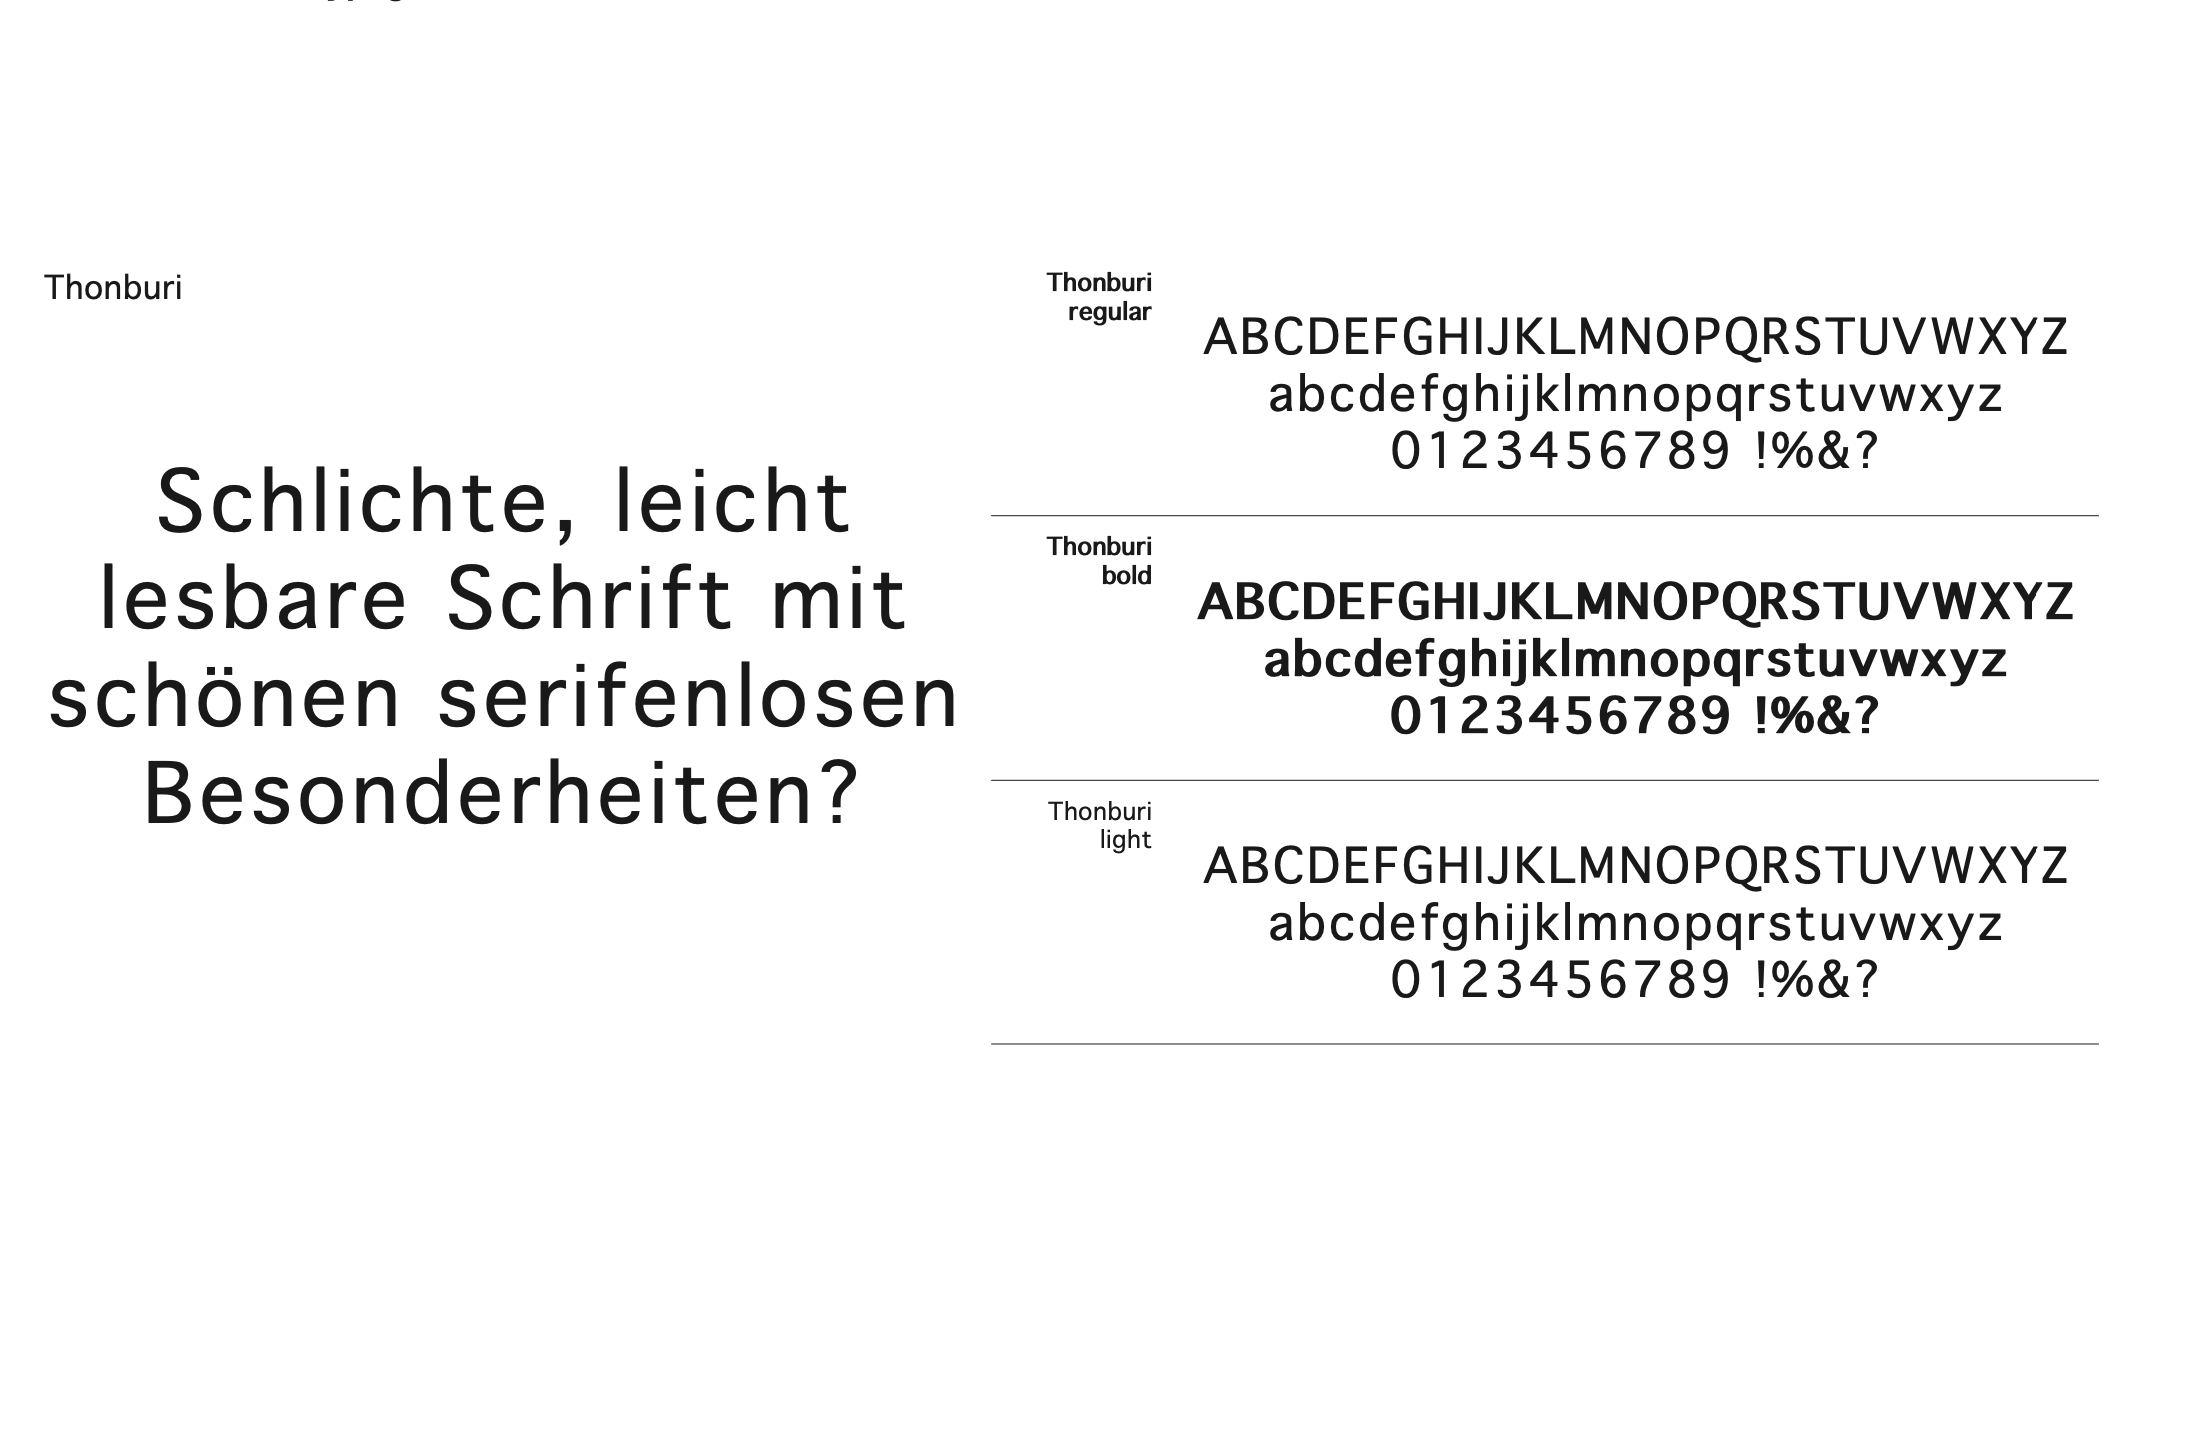 Thonburi
Schlichte, leicht
lesbare Schrift mit
schönen serifenlosen
Besonderheiten?
Thonburi
regular
ABCDEFGHIJKLMNOPQRSTUVWXYZ
abcdefghijklmnopqrstuvwxyz
0123456789 !%&?
Thonburi
bold
ABCDEFGHIJKLMNOPQRSTUVWXYZ
abcdefghijklmnopqrstuvwxyz
0123456789 !%&?
Thonburi
light
ABCDEFGHIJKLMNOPQRSTUVWXYZ
abcdefghijklmnopqrstuvwxyz
0123456789 !%&?